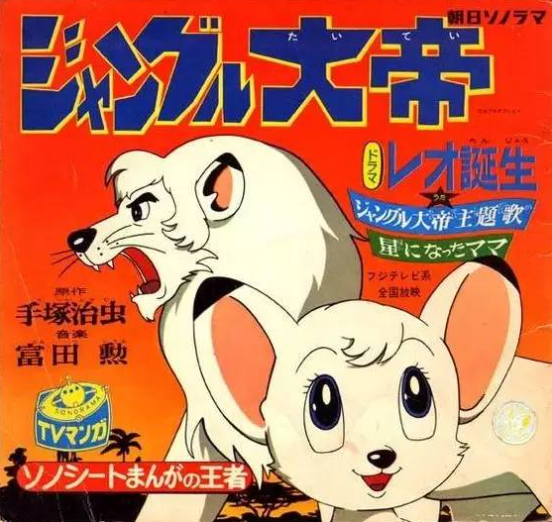 朝日ソノラマ
ジャングル大帝
たいてい
ドラマ
レオ誕生
たんじょう
うた
ジャングル大帝主題歌
星になったママ
フジテレビ系
全国放映
原作
手塚治虫
音楽
富田 勲
SONORAMA
TVマンガ
ソノシートまんがの王者